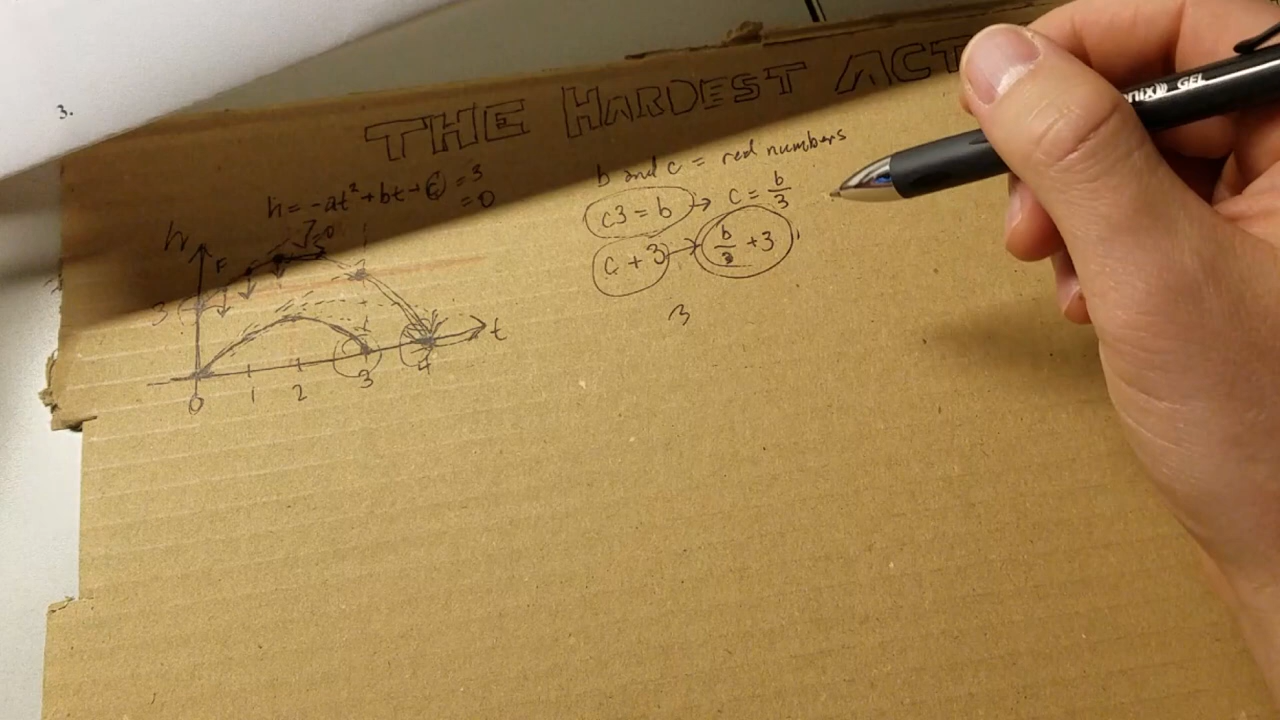 3.
THE HARDEST ACT
h = -at² + bt + c = 3
= 0
h
3
0
1
2
3
4
t
b and c = real numbers
c3 = b → c = b/3
c + 3 → b/3 + 3
3
GEL